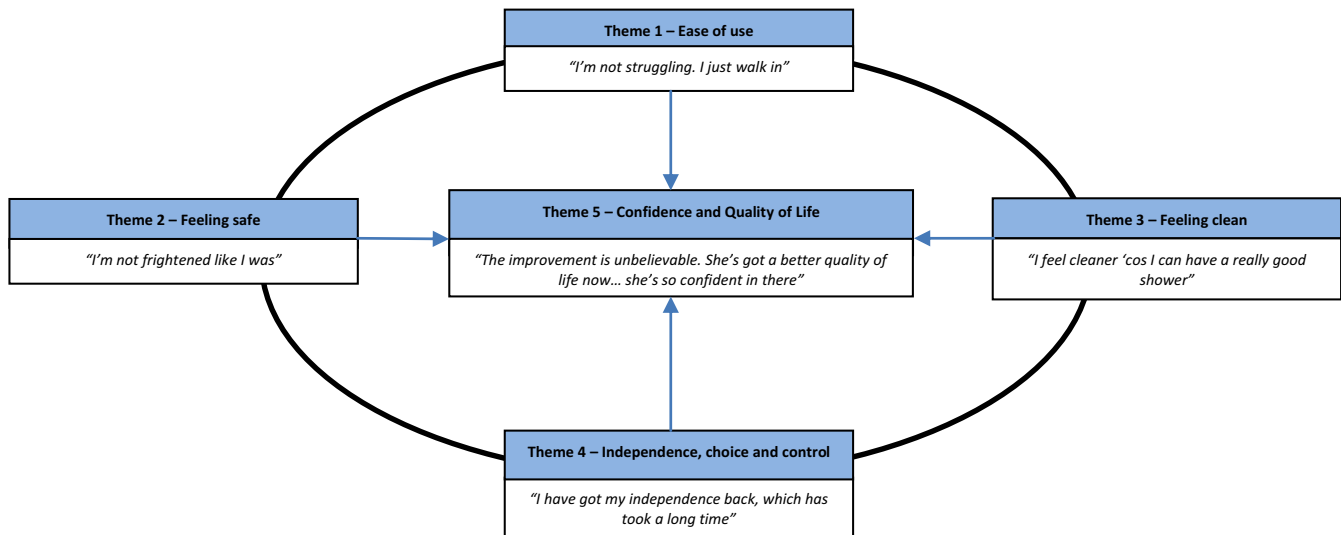 Theme 1 – Ease of use
“I’m not struggling. I just walk in”
Theme 2 – Feeling safe
“I’m not frightened like I was”
Theme 5 – Confidence and Quality of Life
“The improvement is unbelievable. She’s got a better quality of
life now… she’s so confident in there”
Theme 3 – Feeling clean
“I feel cleaner ‘cos I can have a really good
shower”
Theme 4 – Independence, choice and control
“I have got my independence back, which has
took a long time”